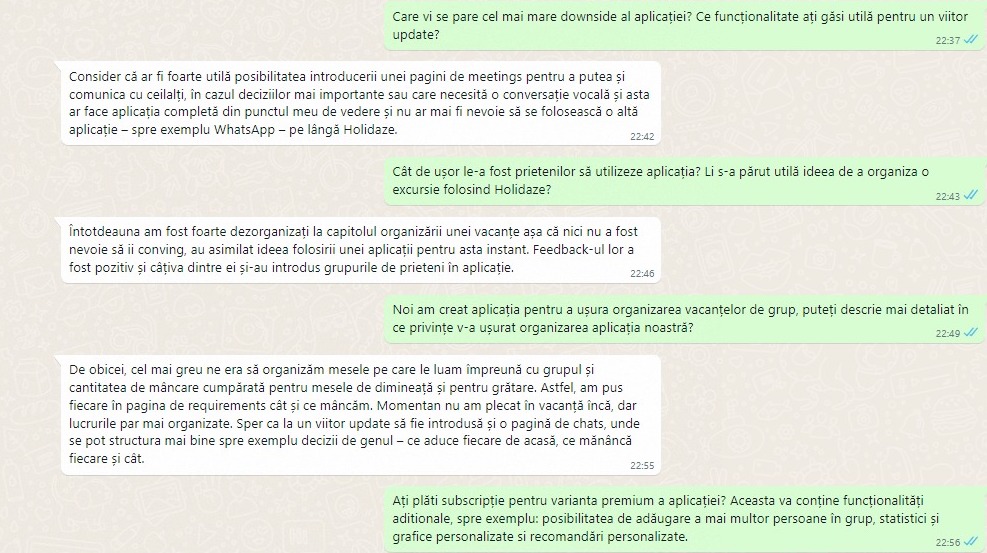 Care vi se pare cel mai mare downside al aplicației? Ce funcționalitate ați găsi utilă pentru un viitor
update?
22:37
Consider că ar fi foarte utilă posibilitatea introducerii unei pagini de meetings pentru a putea și
comunica cu ceilalți, în cazul deciziilor mai importante sau care necesită o conversație vocală și asta
ar face aplicația completă din punctul meu de vedere și nu ar mai fi nevoie să se folosească o altă
aplicație – spre exemplu WhatsApp – pe lângă Holidaze.
22:42
Cât de ușor le-a fost prietenilor să utilizeze aplicația? Li s-a părut utilă ideea de a organiza o
excursie folosind Holidaze?
22:43
Întotdeauna am fost foarte dezorganizați la capitolul organizării unei vacanțe așa că nici nu a fost
nevoie să ii conving, au asimilat ideea folosirii unei aplicații pentru asta instant. Feedback-ul lor a
fost pozitiv și câțiva dintre ei și-au introdus grupurile de prieteni în aplicație.
22:46
Noi am creat aplicația pentru a ușura organizarea vacanțelor de grup, puteți descrie mai detaliat în
ce privințe v-a ușurat organizarea aplicația noastră?
22:49
De obicei, cel mai greu ne era să organizăm mesele pe care le luam împreună cu grupul și
cantitatea de mâncare cumpărată pentru mesele de dimineață și pentru grătare. Astfel, am pus
fiecare în pagina de requirements cât și ce mâncăm. Momentan nu am plecat în vacanță încă, dar
lucrurile par mai organizate. Sper ca la un viitor update să fie introdusă și o pagină de chats, unde
se pot structura mai bine spre exemplu decizii de genul – ce aduce fiecare de acasă, ce mănâncă
fiecare și cât.
22:55
Ați plăti subscripție pentru varianta premium a aplicației? Aceasta va conține funcționalități
aditionale, spre exemplu: posibilitatea de adăugare a mai multor persoane în grup, statistici și
grafice personalizate si recomandări personalizate.
22:56